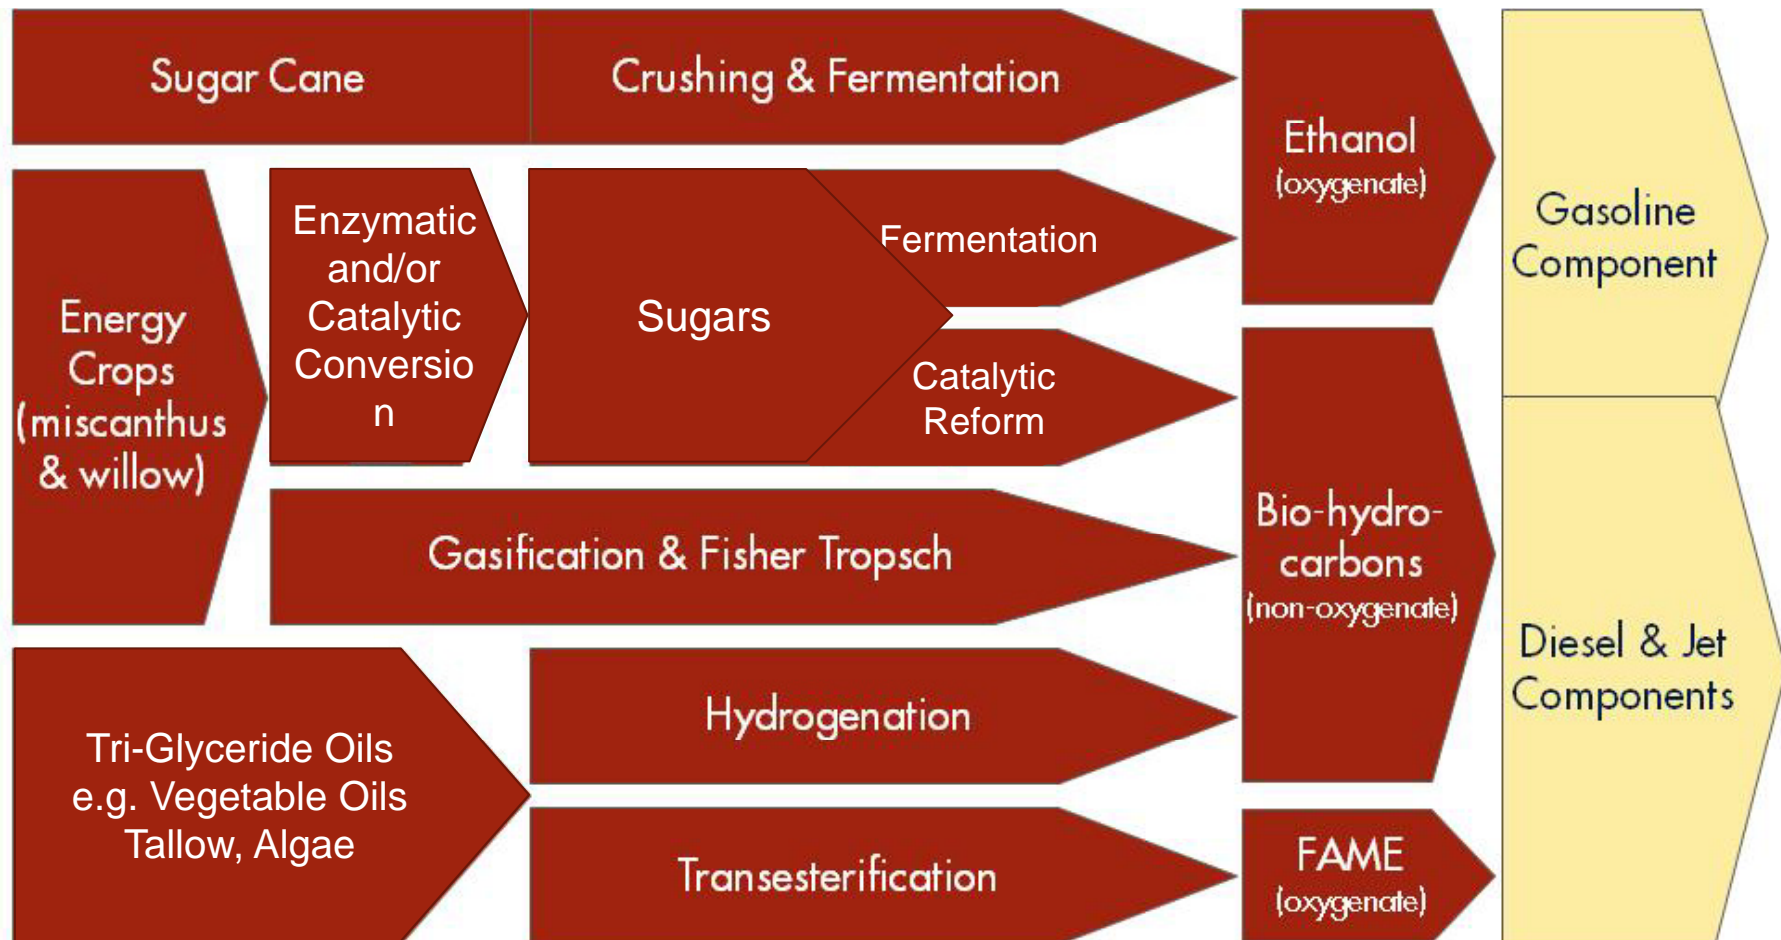 Sugar Cane
Crushing & Fermentation
Ethanol
(oxygenate)
Gasoline
Component
Energy
Crops
(miscanthus
& willow)
Enzymatic
and/or
Catalytic
Conversio
n
Sugars
Fermentation
Catalytic
Reform
Gasification & Fisher Tropsch
Bio-hydro-
carbons
(non-oxygenate)
Diesel & Jet
Components
Tri-Glyceride Oils
e.g. Vegetable Oils
Tallow, Algae
Hydrogenation
Transesterification
FAME
(oxygenate)